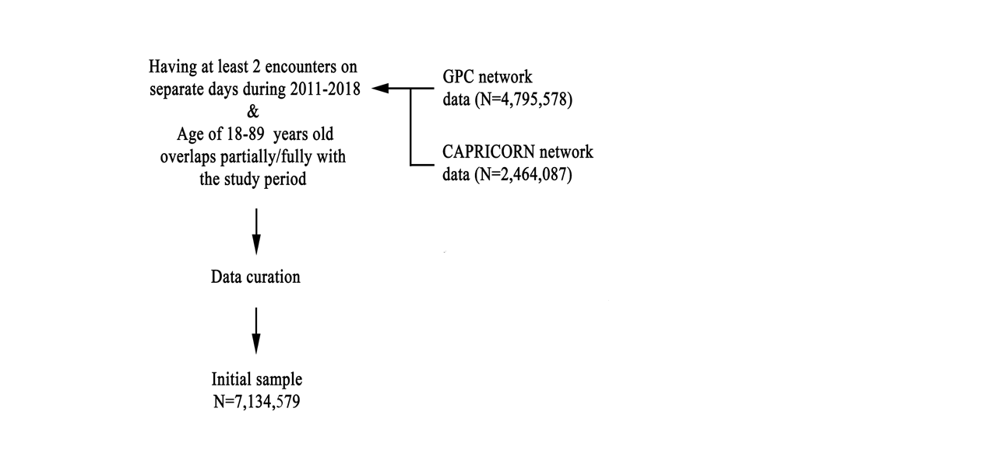 Having at least 2 encounters on
separate days during 2011-2018
&
Age of 18-89 years old
overlaps partially/fully with
the study period
GPC network
data (N=4,795,578)
CAPRICORN network
data (N=2,464,087)
Data curation
Initial sample
N=7,134,579